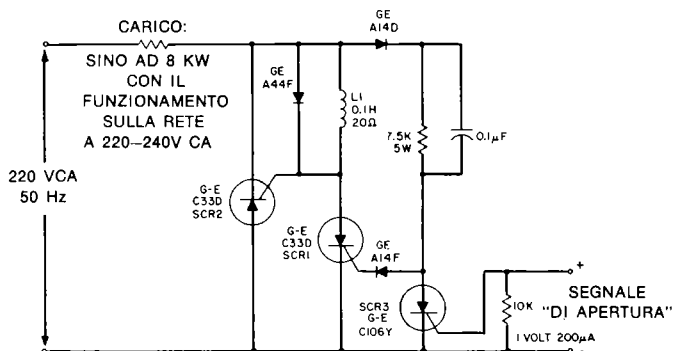 CARICO:
SINO AD 8 KW
CON IL
FUNZIONAMENTO
SULLA RETE
A 220–240V CA
220 VCA
50 Hz
GE
A14D
GE
A44F
L1
0.1H
20Ω
7.5K
5W
0.1µF
G-E
C33D
SCR2
G-E
C33D
SCR1
GE
A14F
SCR3
G-E
C106Y
10K
+
SEGNALE
"DI APERTURA"
1 VOLT 200µA
-